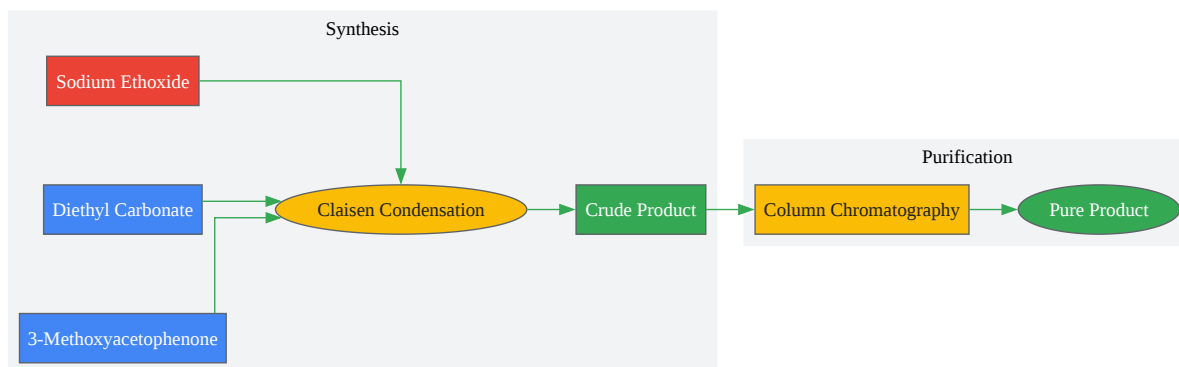 Synthesis
Sodium Ethoxide
Purification
Diethyl Carbonate
Claisen Condensation
Crude Product
Column Chromatography
Pure Product
3-Methoxyacetophenone